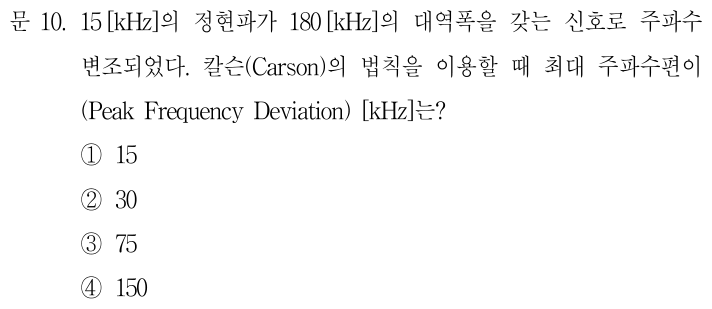 문 10. 15 [kHz]의 정현파가 180 [kHz]의 대역폭을 갖는 신호로 주파수
변조되었다. 칼슨(Carson)의 법칙을 이용할 때 최대 주파수편이
(Peak Frequency Deviation) [kHz]는?
① 15
② 30
③ 75
④ 150